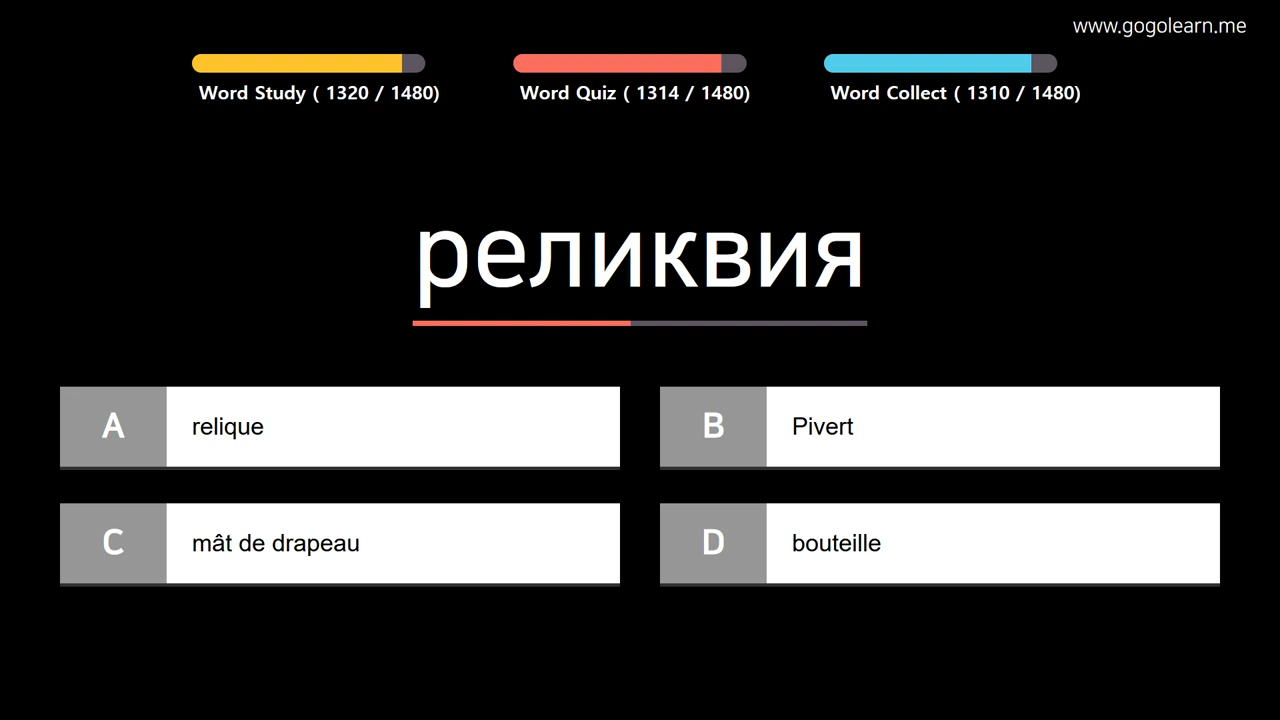 www.gogolearn.me
Word Study ( 1320 / 1480)
Word Quiz ( 1314 / 1480)
Word Collect ( 1310 / 1480)
реликвия
A relique
B Pivert
C mât de drapeau
D bouteille